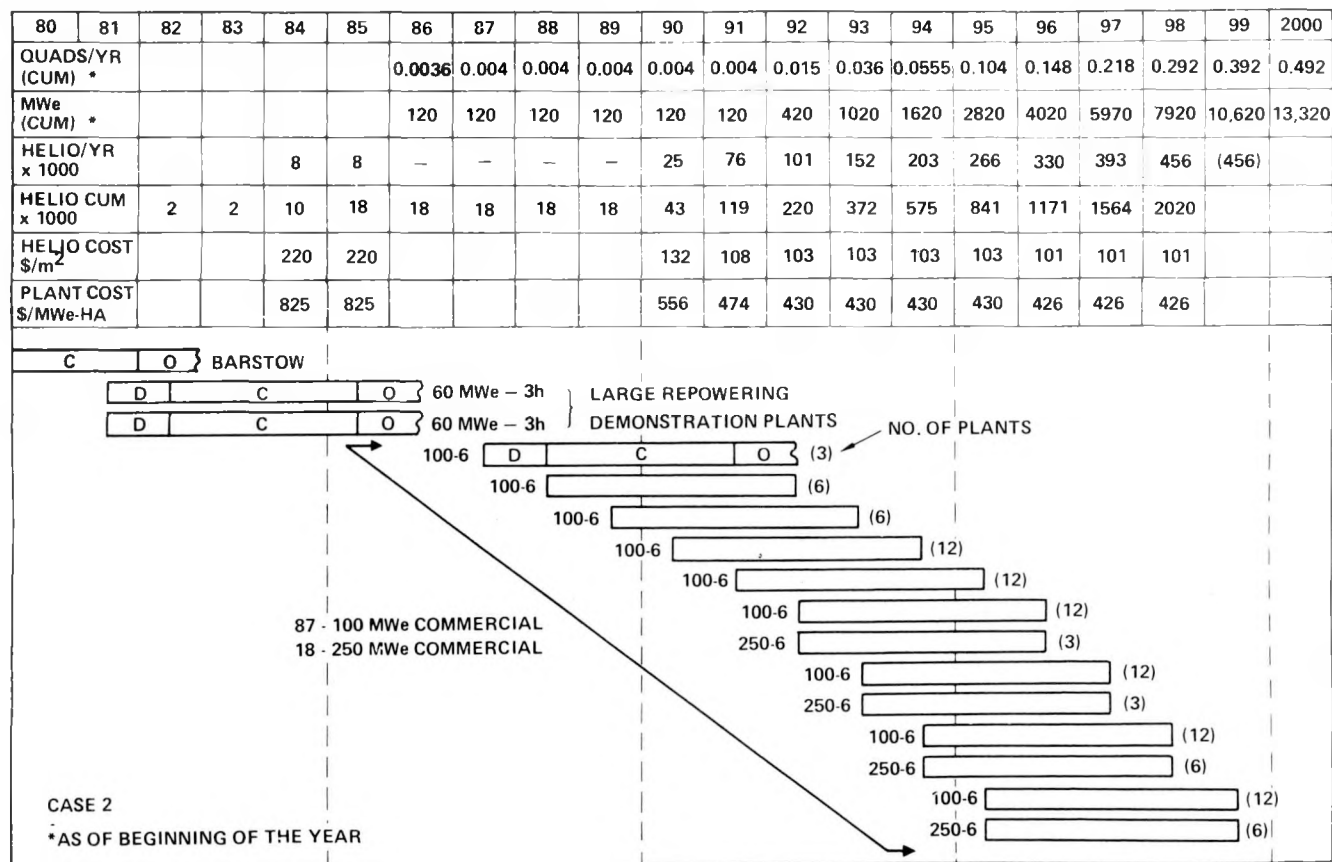 80 81 82 83 84 85 86 87 88 89 90 91 92 93 94 95 96 97 98 99 2000
QUADS/YR
(CUM) * 0.0036 0.004 0.004 0.004 0.004 0.004 0.015 0.036 0.0555 0.104 0.148 0.218 0.292 0.392 0.492
MWe
(CUM) * 120 120 120 120 120 120 420 1020 1620 2820 4020 5970 7920 10,620 13,320
HELIO/YR
x 1000 8 8 – – – – 25 76 101 152 203 266 330 393 456 (456)
HELIO CUM
x 1000 2 2 10 18 18 18 18 18 43 119 220 372 575 841 1171 1564 2020
HELIO COST
$/m2 220 220 132 108 103 103 103 103 101 101 101
PLANT COST
$/MWe-HA 825 825 556 474 430 430 430 430 426 426 426
C O BARSTOW
D C O 60 MWe – 3h LARGE REPOWERING
D C O 60 MWe – 3h DEMONSTRATION PLANTS
NO. OF PLANTS
100-6 D C O (3)
100-6 (6)
100-6 (6)
100-6 (12)
100-6 (12)
100-6 (12)
87 - 100 MWe COMMERCIAL
250-6 (3)
18 - 250 MWe COMMERCIAL
100-6 (12)
250-6 (3)
100-6 (12)
250-6 (6)
100-6 (12)
CASE 2
250-6 (6)
*AS OF BEGINNING OF THE YEAR